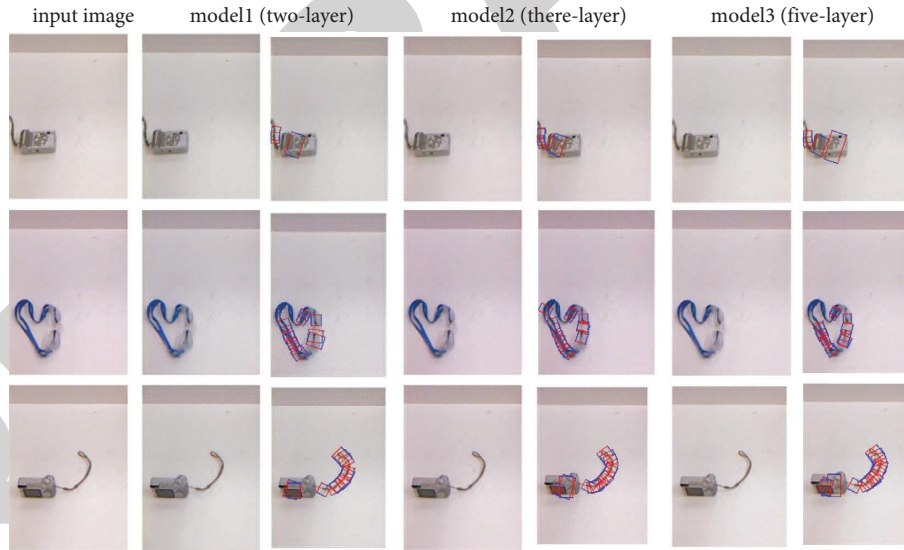 input image
model1 (two-layer)
model2 (there-layer)
model3 (five-layer)